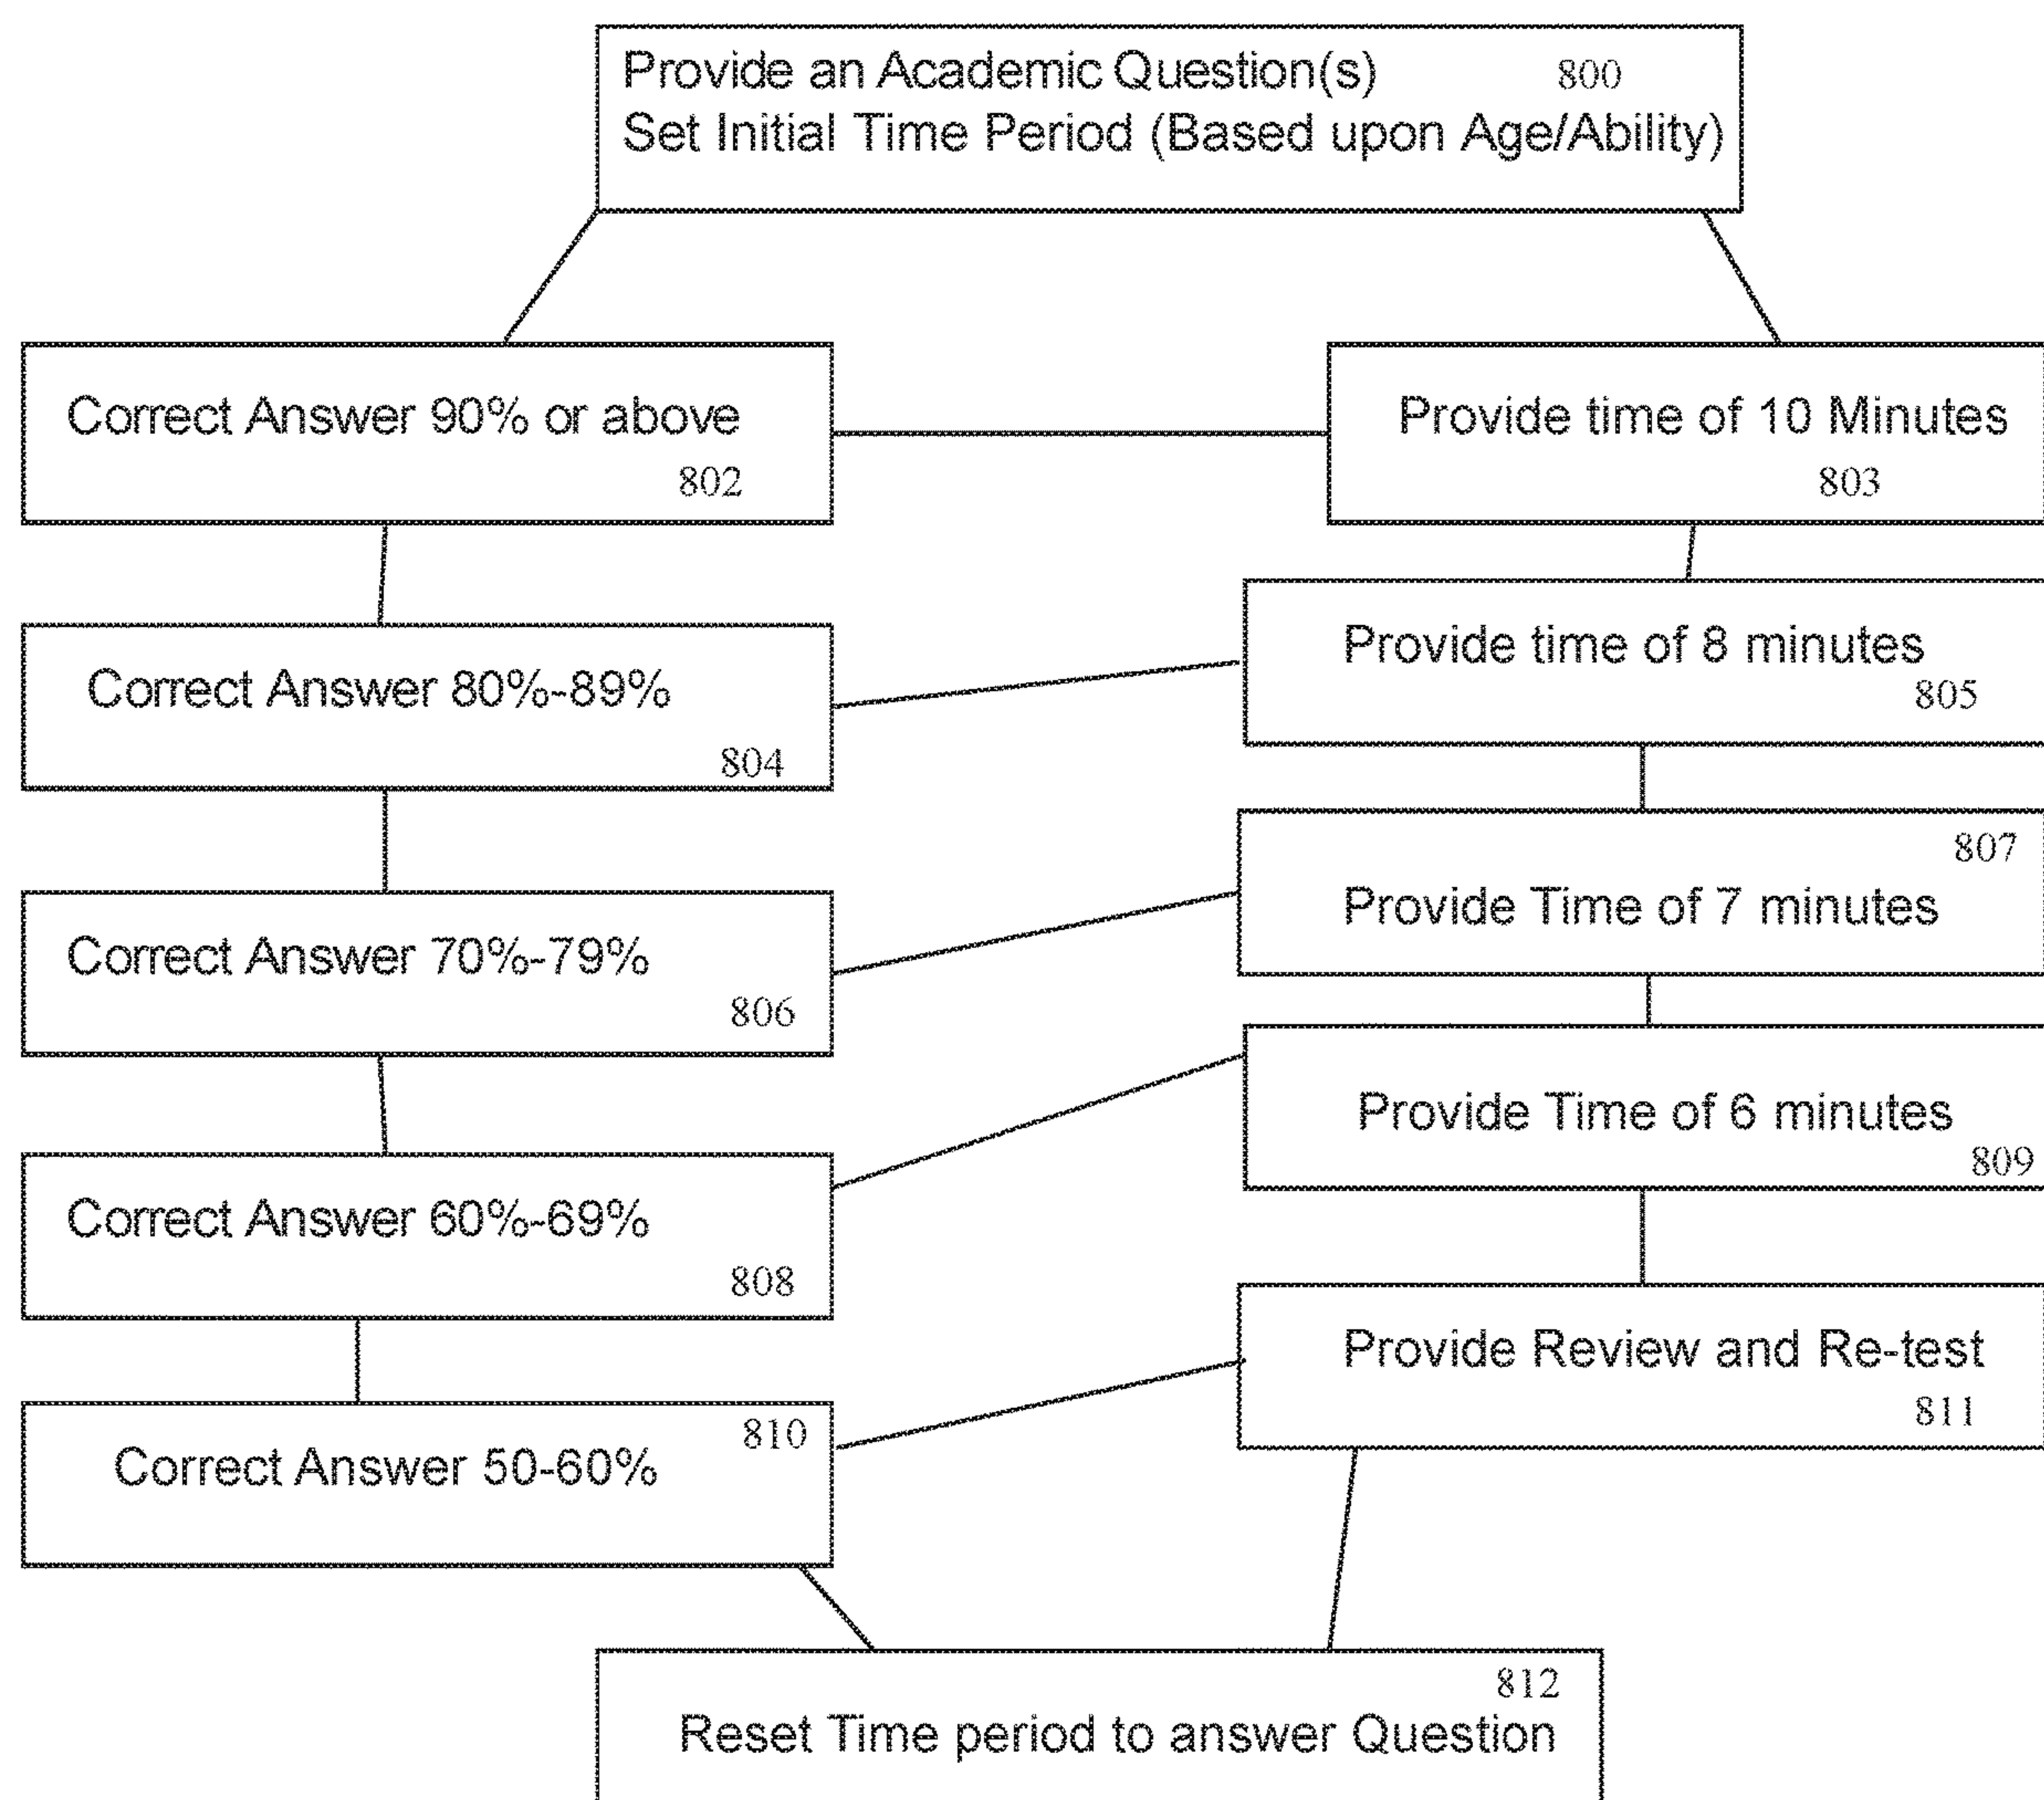 Provide an Academic Question(s) 800
Set Initial Time Period (Based upon Age/Ability)
Correct Answer 90% or above
802
Provide time of 10 Minutes
803
Correct Answer 80%-89%
804
Provide time of 8 minutes
805
Correct Answer 70%-79%
806
807
Provide Time of 7 minutes
Correct Answer 60%-69%
808
Provide Time of 6 minutes
809
810
Correct Answer 50-60%
Provide Review and Re-test
811
812
Reset Time period to answer Question